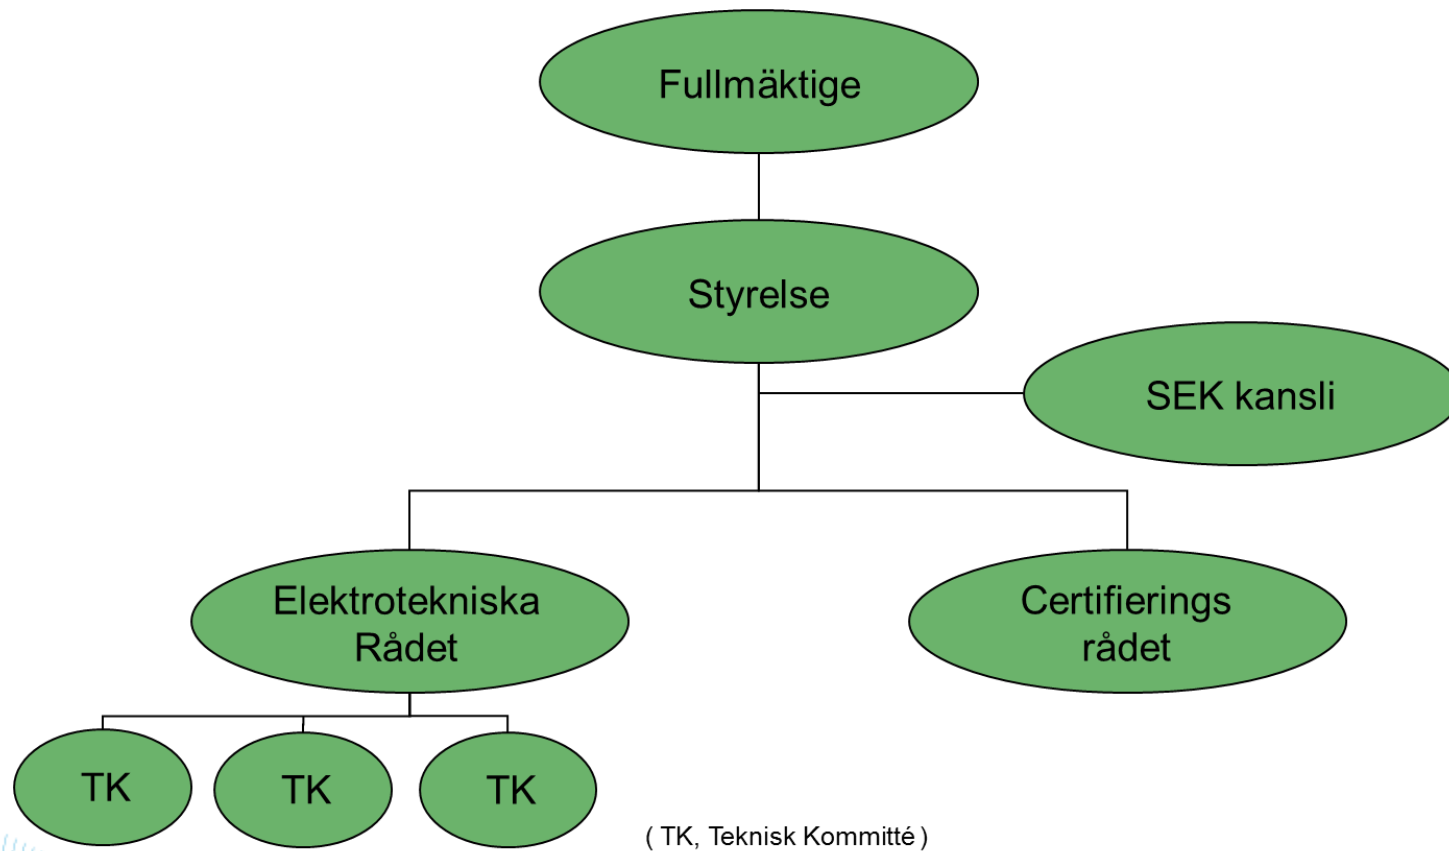 Fullmäktige
Styrelse
SEK kansli
Elektrotekniska
Rådet
Certifierings
rådet
TK
TK
TK
( TK, Teknisk Kommitté )